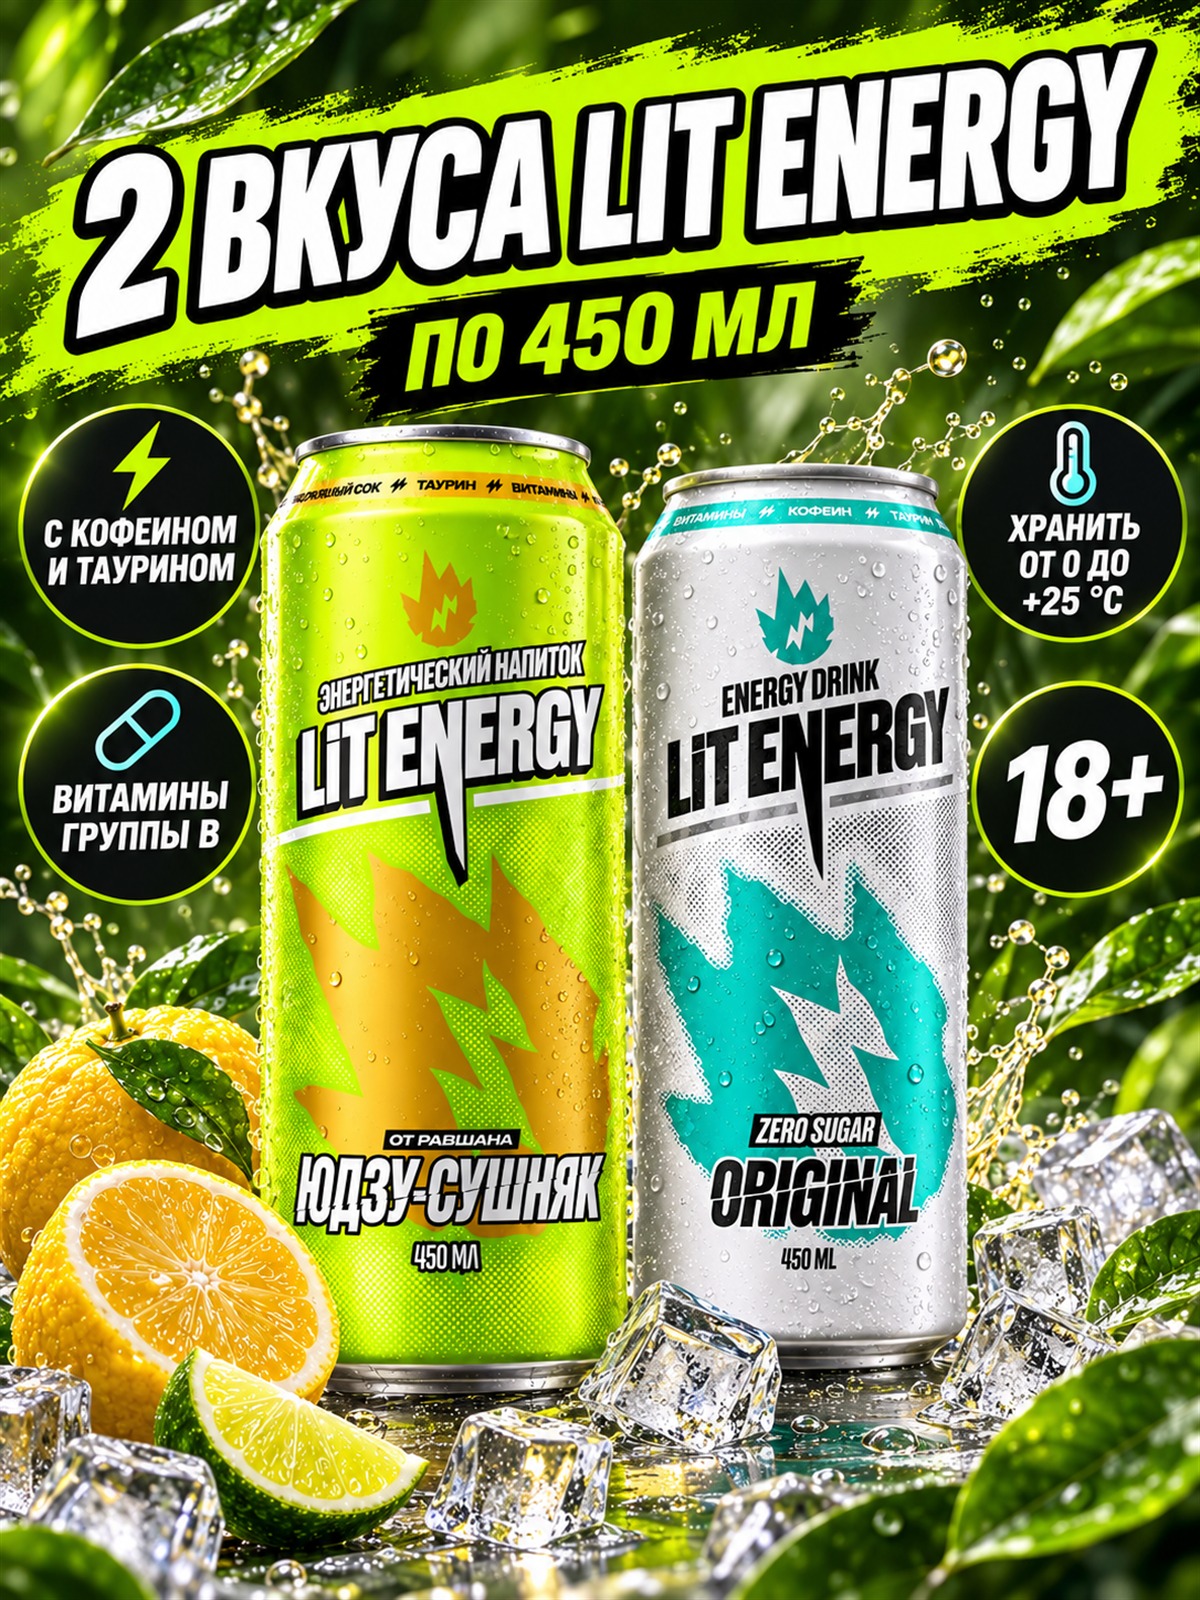 2 ВКУСА LIT ENERGY
ПО 450 МЛ
С КОФЕИНОМ
И ТАУРИНОМ
ВИТАМИНЫ
ГРУППЫ B
ХРАНИТЬ
ОТ 0 ДО
+25 °C
18+
СОК ТАУРИН ВИТАМИНЫ
ЭНЕРГЕТИЧЕСКИЙ НАПИТОК
LIT ENERGY
ОТ РАВШАНА
ЮДЗУ-СУШНЯК
450 МЛ
ВИТАМИНЫ КОФЕИН ТАУРИН
ENERGY DRINK
LIT ENERGY
ZERO SUGAR
ORIGINAL
450 ML